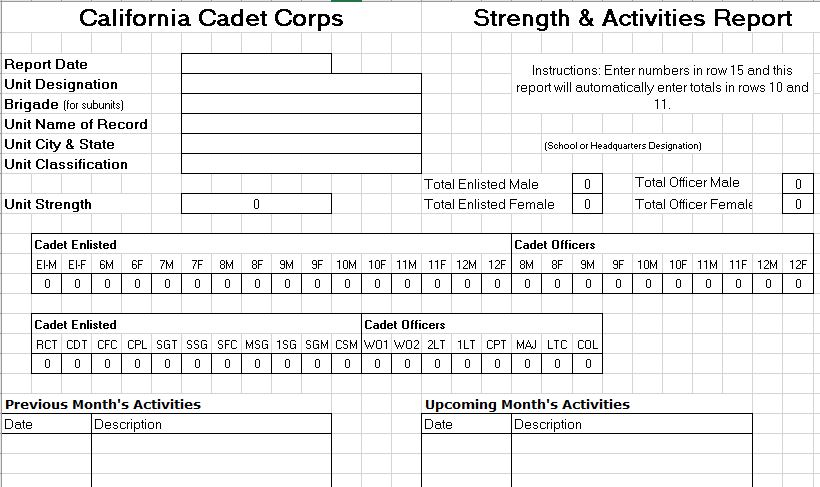 California Cadet Corps Strength & Activities Report
Report Date
Unit Designation
Brigade (for subunits)
Unit Name of Record
Unit City & State
Unit Classification
Instructions: Enter numbers in row 15 and this
report will automatically enter totals in rows 10 and
11.
(School or Headquarters Designation)
Total Enlisted Male 0 Total Officer Male 0
Unit Strength 0 Total Enlisted Female 0 Total Officer Female 0
Cadet Enlisted Cadet Officers
El-M El-F 6M 6F 7M 7F 8M 8F 9M 9F 10M 10F 11M 11F 12M 12F 8M 8F 9M 9F 10M 10F 11M 11F 12M 12F
0 0 0 0 0 0 0 0 0 0 0 0 0 0 0 0 0 0 0 0 0 0 0 0 0 0
Cadet Enlisted Cadet Officers
RCT CDT CFC CPL SGT SSG SFC MSG 1SG SGM CSM WO1 WO2 2LT 1LT CPT MAJ LTC COL
0 0 0 0 0 0 0 0 0 0 0 0 0 0 0 0 0 0 0
Previous Month's Activities Upcoming Month's Activities
Date Description Date Description